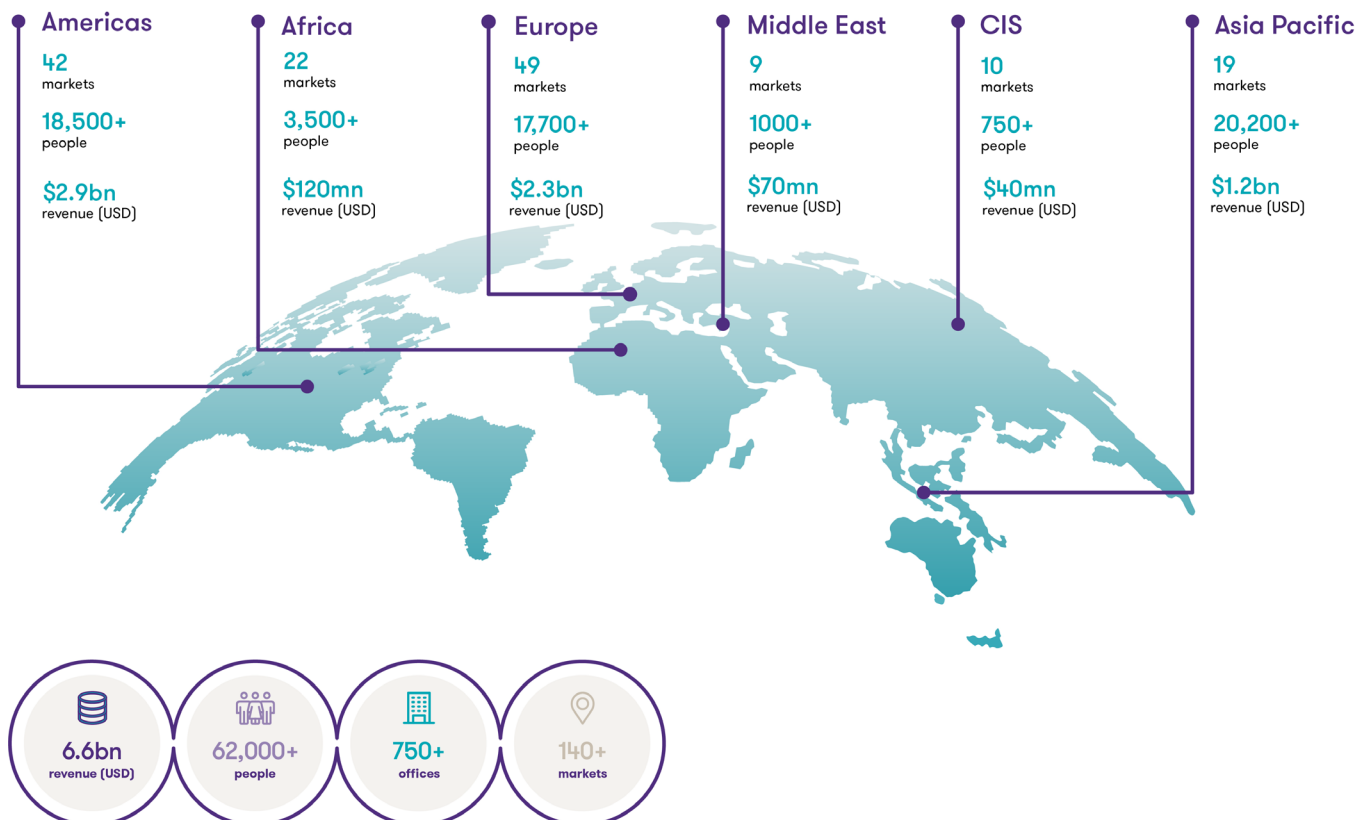 Americas
42
markets
18,500+
people
$2.9bn
revenue (USD)
Africa
22
markets
3,500+
people
$120mn
revenue (USD)
Europe
49
markets
17,700+
people
$2.3bn
revenue (USD)
Middle East
9
markets
1000+
people
$70mn
revenue (USD)
CIS
10
markets
750+
people
$40mn
revenue (USD)
Asia Pacific
19
markets
20,200+
people
$1.2bn
revenue (USD)
6.6bn
revenue (USD)
62,000+
people
750+
offices
140+
markets